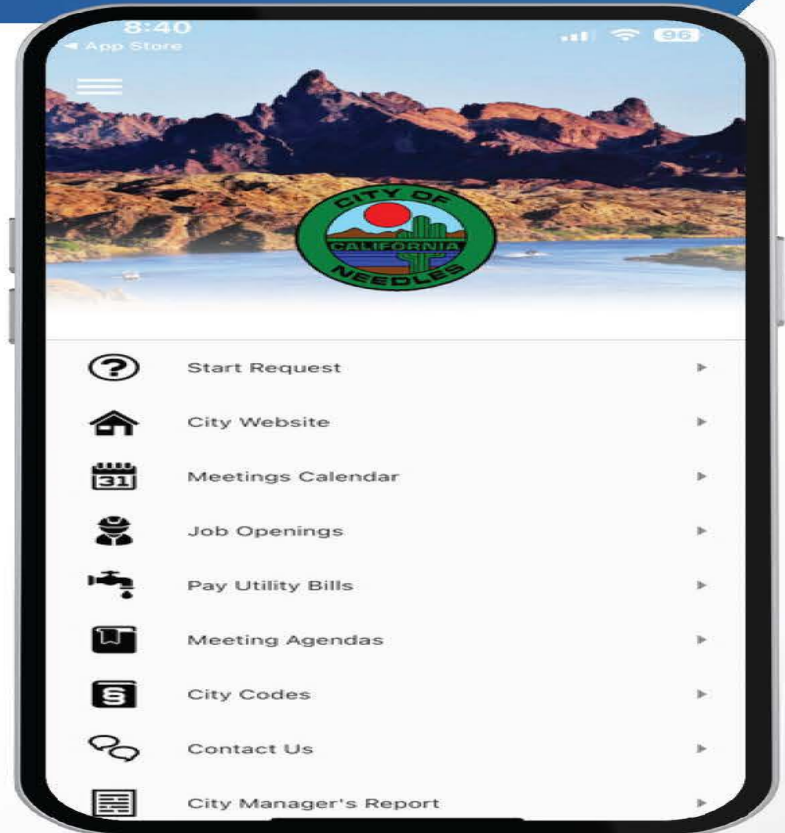 8:40
96
◄ App Store
CITY OF
CALIFORNIA
NEEDLES
Start Request
City Website
31
Meetings Calendar
Job Openings
Pay Utility Bills
Meeting Agendas
§
City Codes
Contact Us
City Manager's Report